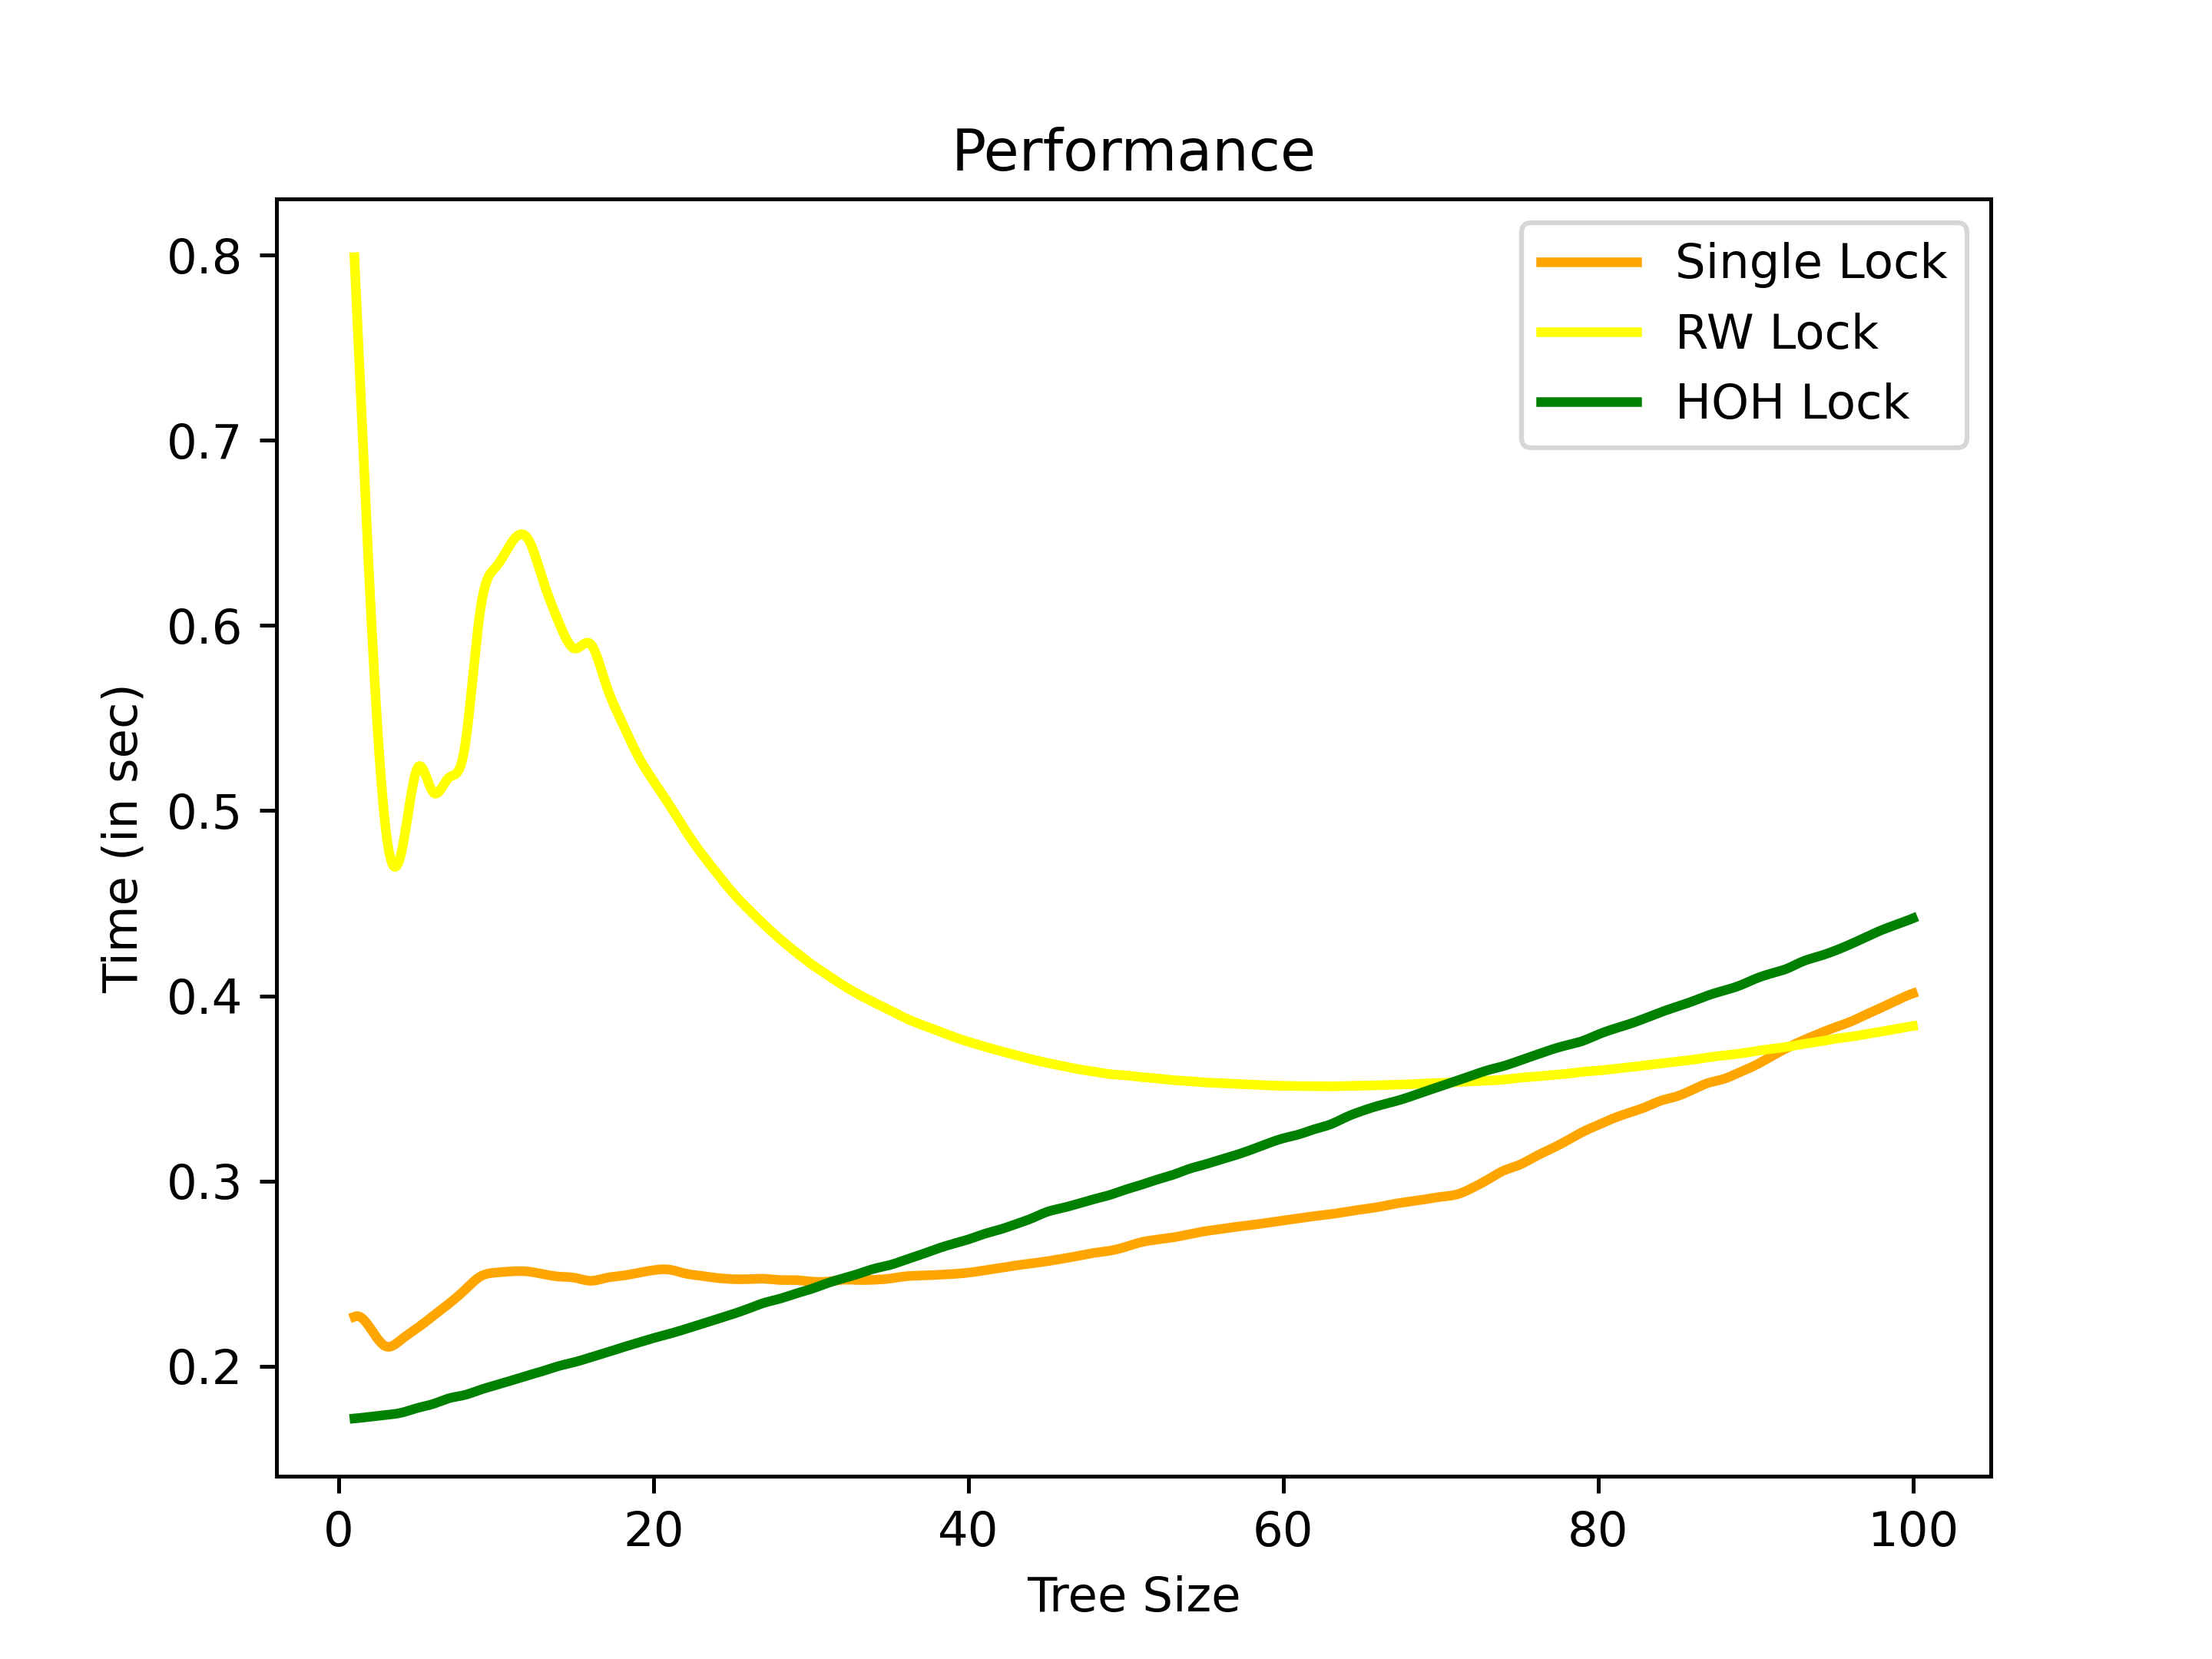 Performance
Single Lock
RW Lock
HOH Lock
Time (in sec)
0.8
0.7
0.6
0.5
0.4
0.3
0.2
0 20 40 60 80 100
Tree Size